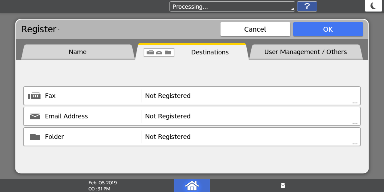 Processing...
?
Register
Cancel
OK
Name
Destinations
User Management / Others
Fax
Not Registered
Email Address
Not Registered
Folder
Not Registered